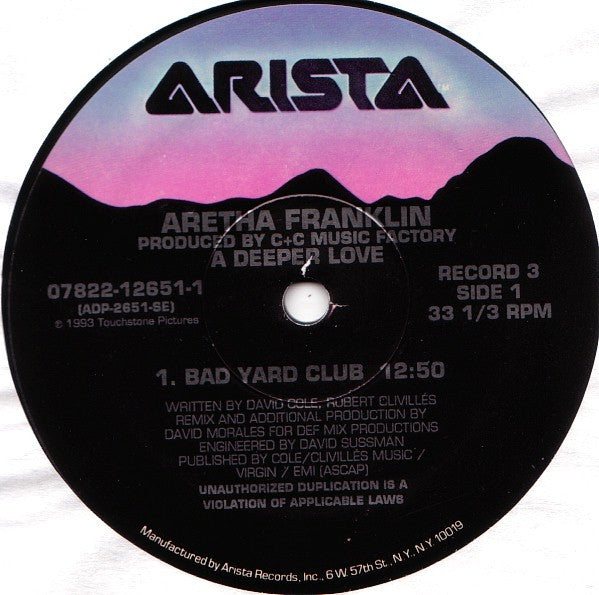 ARISTA
ARETHA FRANKLIN
PRODUCED BY C+C MUSIC FACTORY
A DEEPER LOVE
07822-12651-1
(ADP-2651-SE)
℗ 1993 Touchstone Pictures
RECORD 3
SIDE 1
33 1/3 RPM
1. BAD YARD CLUB 12:50
WRITTEN BY DAVID COLE, ROBERT CLIVILLÉS
REMIX AND ADDITIONAL PRODUCTION BY
DAVID MORALES FOR DEF MIX PRODUCTIONS
ENGINEERED BY DAVID SUSSMAN
PUBLISHED BY COLE/CLIVILLÉS MUSIC /
VIRGIN / EMI (ASCAP)
UNAUTHORIZED DUPLICATION IS A
VIOLATION OF APPLICABLE LAWS
Manufactured by Arista Records, Inc., 6 W. 57th St., N.Y., N.Y. 10019